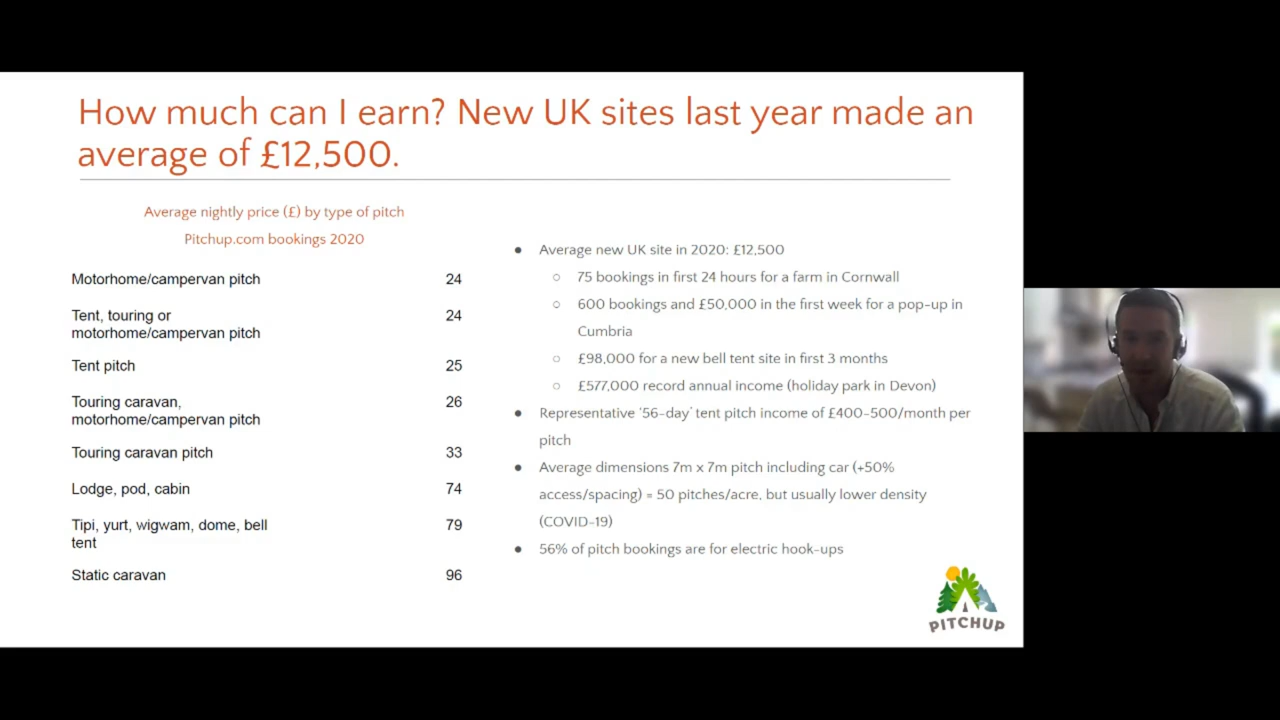 How much can I earn? New UK sites last year made an
average of £12,500.
Average nightly price (£) by type of pitch
Pitchup.com bookings 2020
Motorhome/campervan pitch 24
Tent, touring or
motorhome/campervan pitch 24
Tent pitch 25
Touring caravan,
motorhome/campervan pitch 26
Touring caravan pitch 33
Lodge, pod, cabin 74
Tipi, yurt, wigwam, dome, bell
tent 79
Static caravan 96
● Average new UK site in 2020: £12,500
○ 75 bookings in first 24 hours for a farm in Cornwall
○ 600 bookings and £50,000 in the first week for a pop-up in
Cumbria
○ £98,000 for a new bell tent site in first 3 months
○ £577,000 record annual income (holiday park in Devon)
● Representative '56-day' tent pitch income of £400-500/month per
pitch
● Average dimensions 7m x 7m pitch including car (+50%
access/spacing) = 50 pitches/acre, but usually lower density
(COVID-19)
● 56% of pitch bookings are for electric hook-ups
PITCHUP